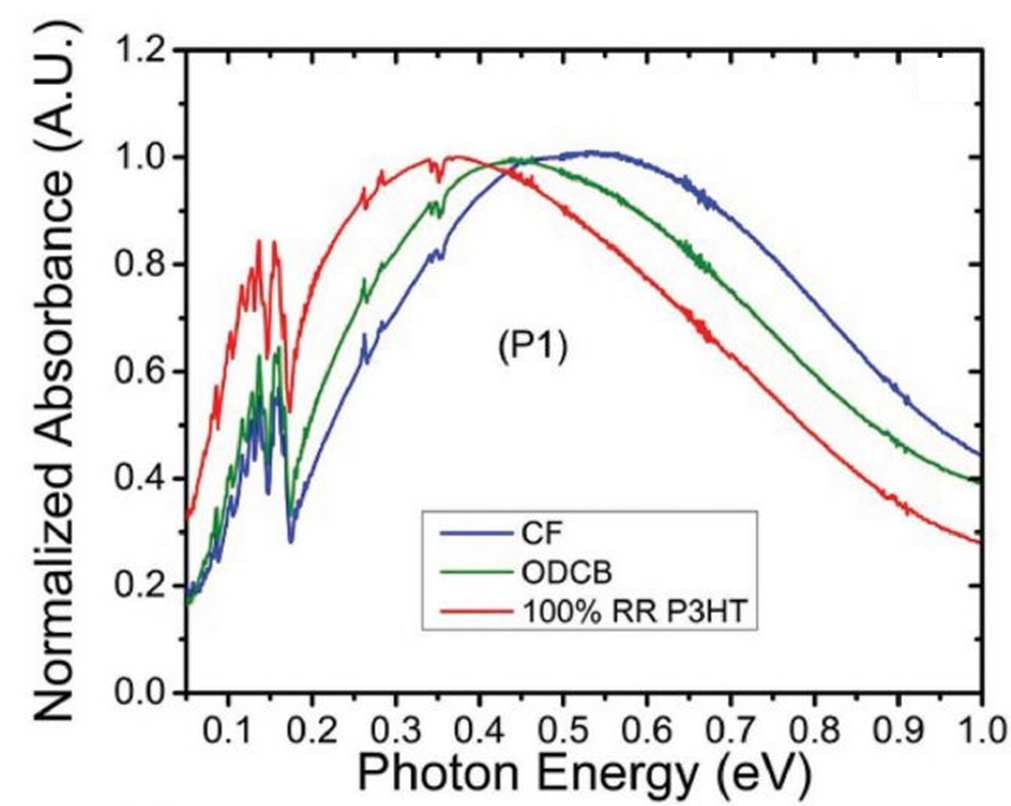 Normalized Absorbance (A.U.)
1.2
1.0
0.8
0.6
0.4
0.2
0.0
(P1)
CF
ODCB
100% RR P3HT
0.1 0.2 0.3 0.4 0.5 0.6 0.7 0.8 0.9 1.0
Photon Energy (eV)